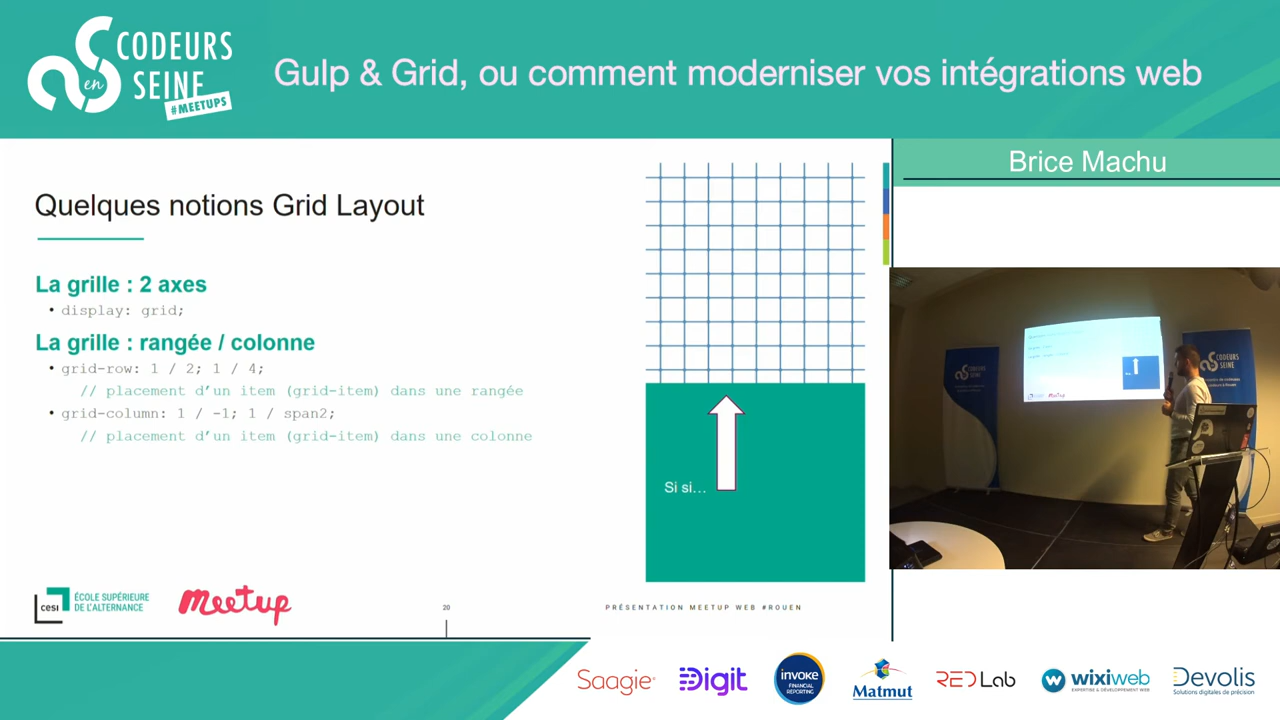 CODEURS
en
SEINE
#MEETUPS
Gulp & Grid, ou comment moderniser vos intégrations web
Brice Machu
Quelques notions Grid Layout
La grille : 2 axes
• display: grid;
La grille : rangée / colonne
• grid-row: 1 / 2; 1 / 4;
// placement d’un item (grid-item) dans une rangée
• grid-column: 1 / -1; 1 / span2;
// placement d’un item (grid-item) dans une colonne
Si si...
CODEURS
SEINE
meetup
cesi
ÉCOLE SUPÉRIEURE
DE L'ALTERNANCE
meetup
20
PRÉSENTATION MEETUP WEB #ROUEN
Saagie
Digit
invoke
FINANCIAL
REPORTING
Matmut
RED Lab
wixiweb
EXPERTISE & DÉVELOPPEMENT WEB
Devolis
Solutions digitales de précision